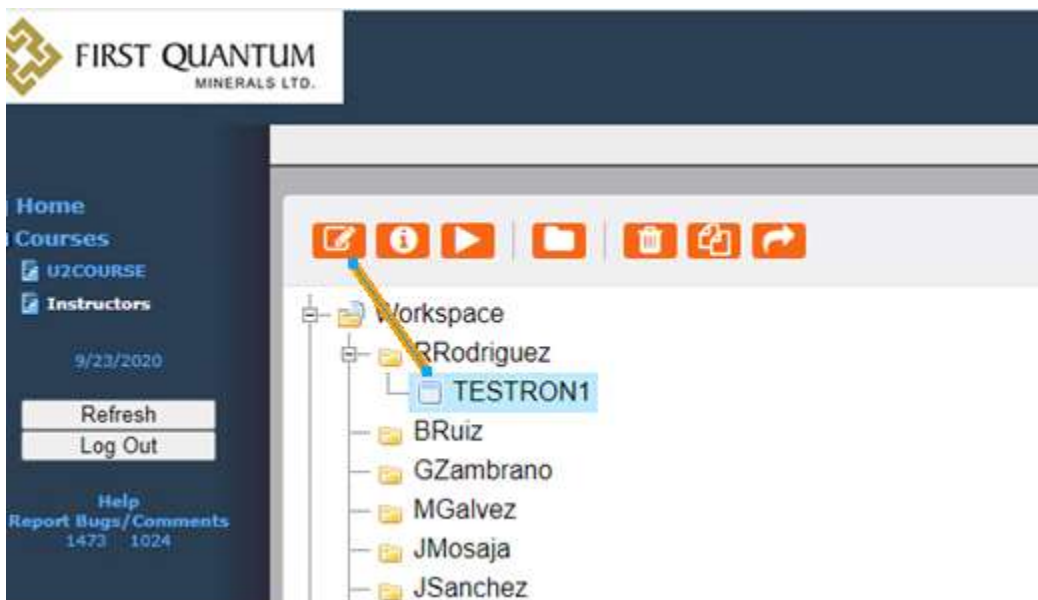 FIRST QUANTUM
MINERALS LTD.
Home
Courses
U2COURSE
Instructors
9/23/2020
Refresh
Log Out
Help
Report Bugs/Comments
1473 1024
Workspace
RRodriguez
TESTRON1
BRuiz
GZambrano
MGalvez
JMosaja
JSanchez